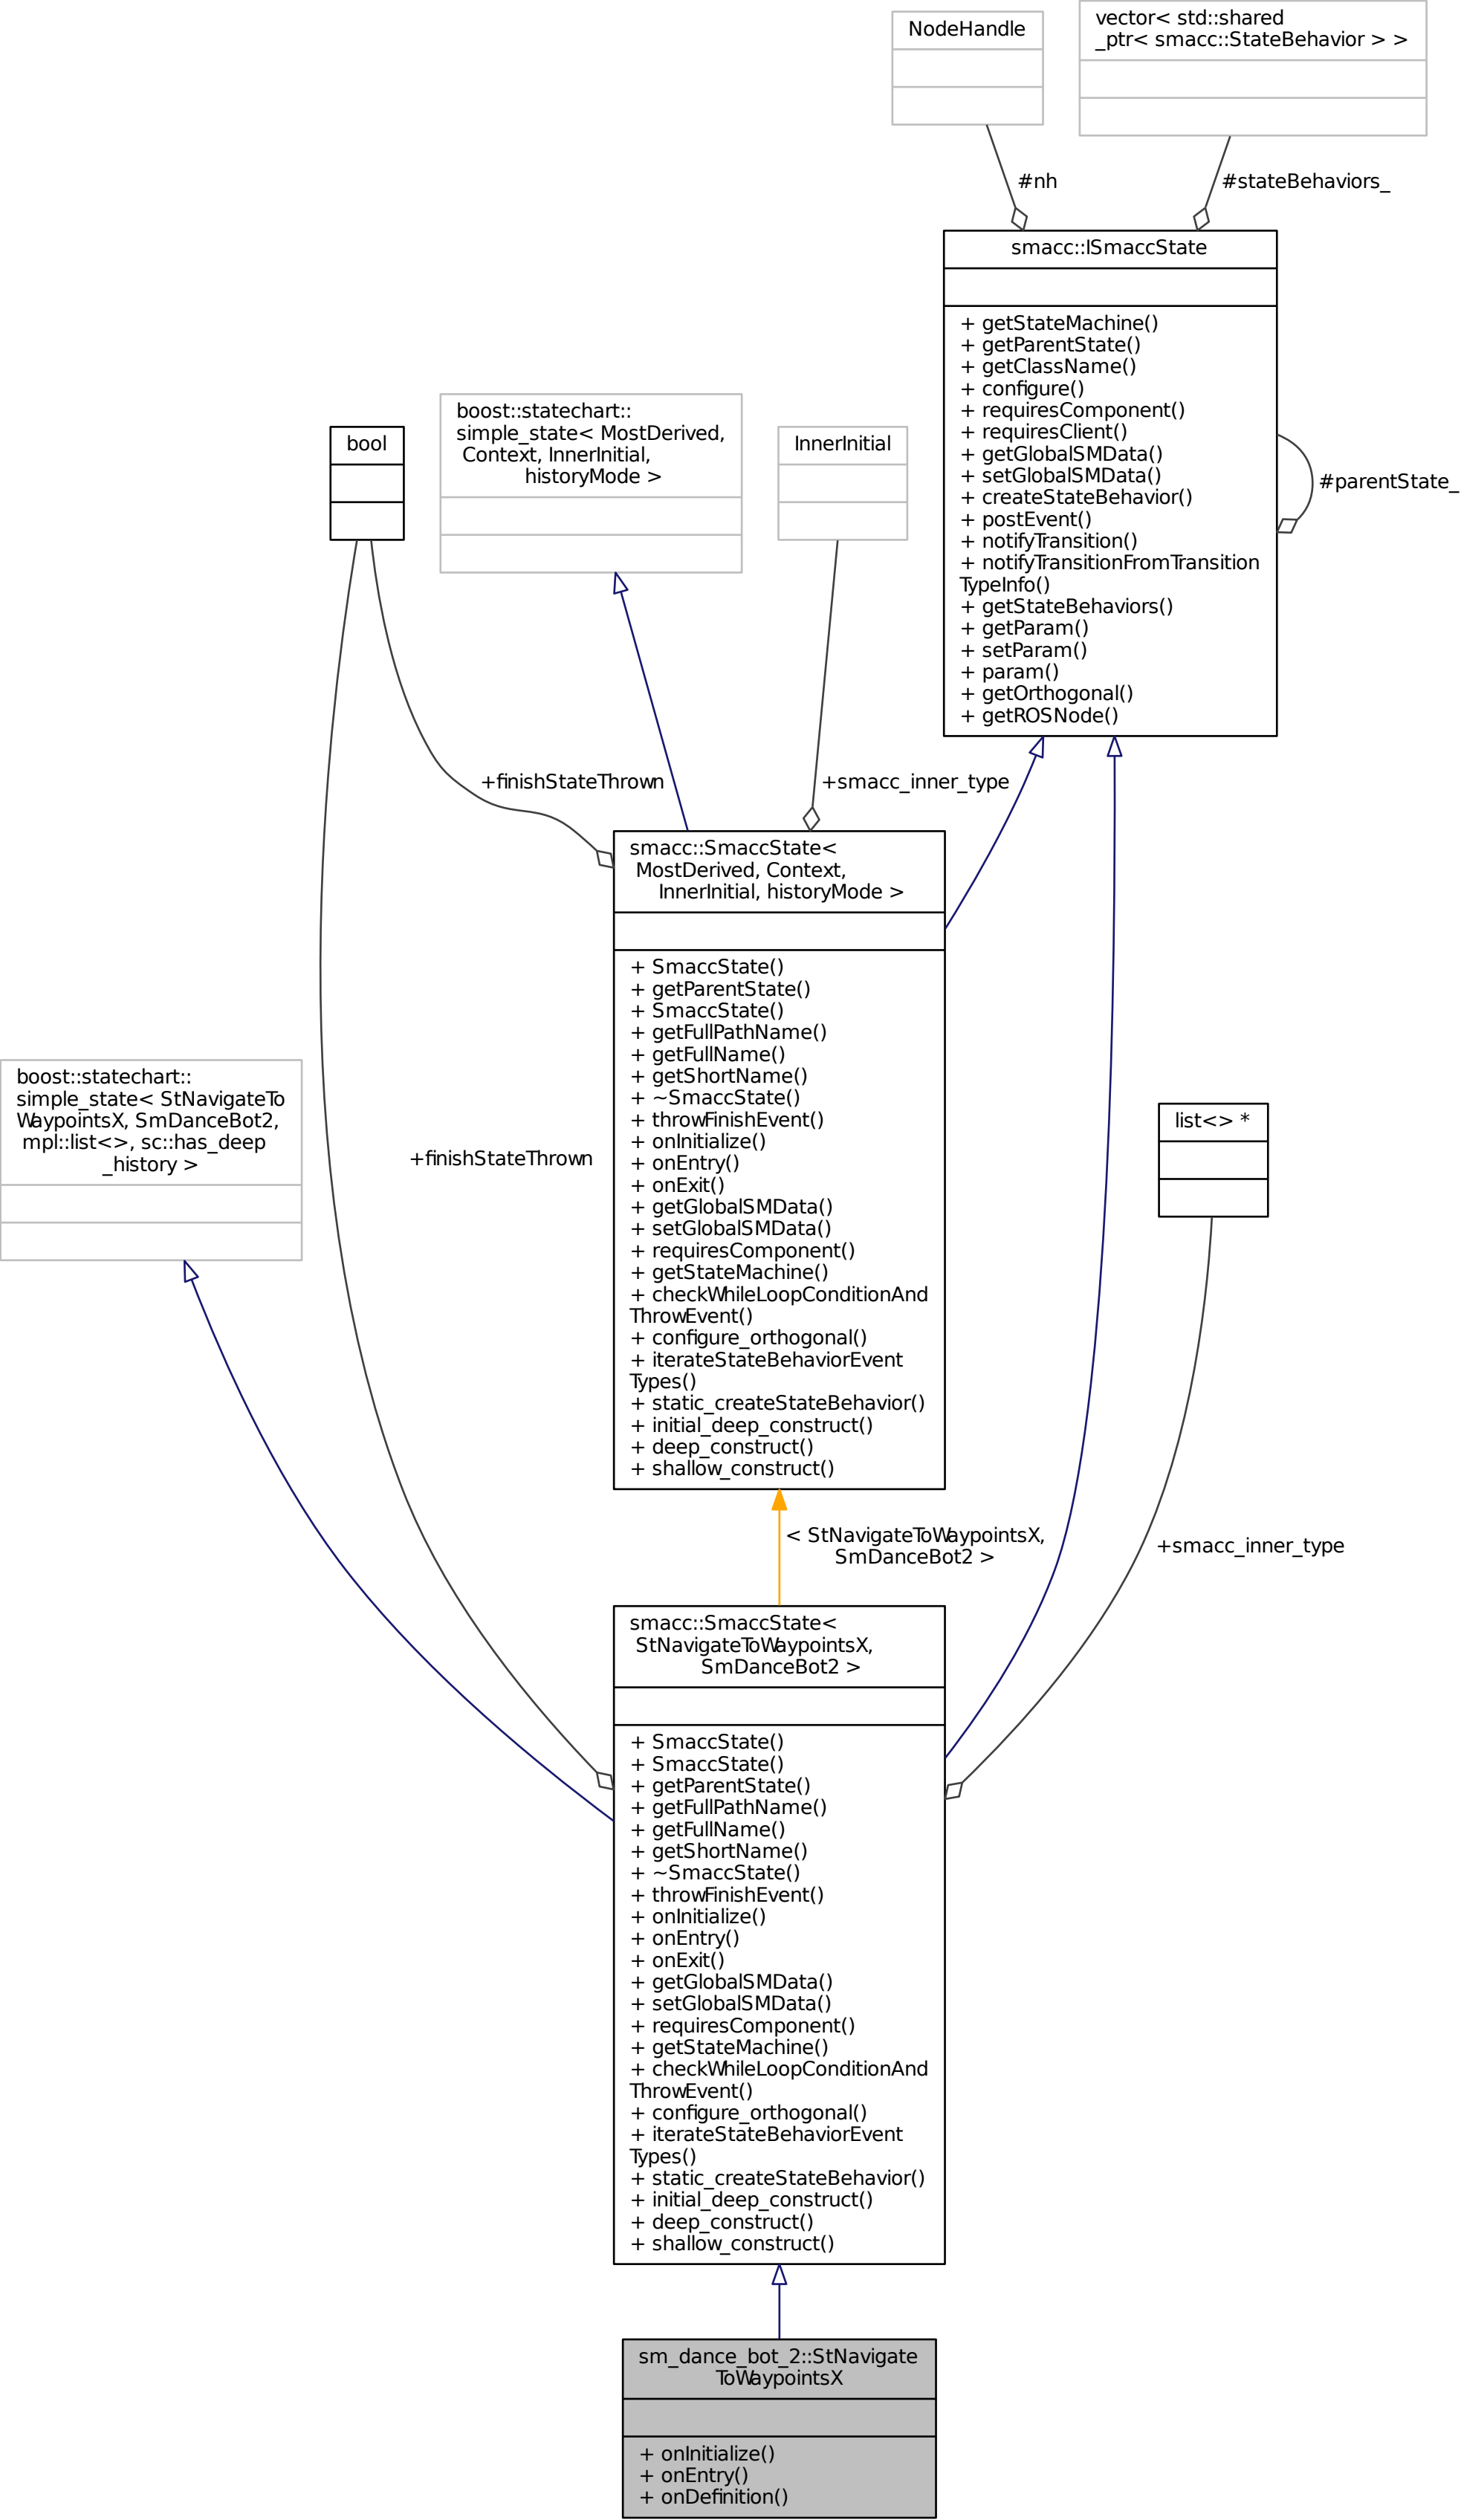 NodeHandle
vector< std::shared
_ptr< smacc::StateBehavior > >
#nh
#stateBehaviors_
smacc::ISmaccState
+ getStateMachine()
+ getParentState()
+ getClassName()
+ configure()
+ requiresComponent()
+ requiresClient()
+ getGlobalSMData()
+ setGlobalSMData()
+ createStateBehavior()
+ postEvent()
+ notifyTransition()
+ notifyTransitionFromTransition
TypeInfo()
+ getStateBehaviors()
+ getParam()
+ setParam()
+ param()
+ getOrthogonal()
+ getROSNode()
#parentState_
bool
boost::statechart::
simple_state< MostDerived,
Context, InnerInitial,
historyMode >
InnerInitial
+finishStateThrown
+smacc_inner_type
smacc::SmaccState<
MostDerived, Context,
InnerInitial, historyMode >
+ SmaccState()
+ getParentState()
+ SmaccState()
+ getFullPathName()
+ getFullName()
+ getShortName()
+ ~SmaccState()
+ throwFinishEvent()
+ onInitialize()
+ onEntry()
+ onExit()
+ getGlobalSMData()
+ setGlobalSMData()
+ requiresComponent()
+ getStateMachine()
+ checkWhileLoopConditionAnd
ThrowEvent()
+ configure_orthogonal()
+ iterateStateBehaviorEvent
Types()
+ static_createStateBehavior()
+ initial_deep_construct()
+ deep_construct()
+ shallow_construct()
boost::statechart::
simple_state< StNavigateTo
WaypointsX, SmDanceBot2,
mpl::list<>, sc::has_deep
_history >
+finishStateThrown
list<> *
< StNavigateToWaypointsX,
SmDanceBot2 >
+smacc_inner_type
smacc::SmaccState<
StNavigateToWaypointsX,
SmDanceBot2 >
+ SmaccState()
+ SmaccState()
+ getParentState()
+ getFullPathName()
+ getFullName()
+ getShortName()
+ ~SmaccState()
+ throwFinishEvent()
+ onInitialize()
+ onEntry()
+ onExit()
+ getGlobalSMData()
+ setGlobalSMData()
+ requiresComponent()
+ getStateMachine()
+ checkWhileLoopConditionAnd
ThrowEvent()
+ configure_orthogonal()
+ iterateStateBehaviorEvent
Types()
+ static_createStateBehavior()
+ initial_deep_construct()
+ deep_construct()
+ shallow_construct()
sm_dance_bot_2::StNavigate
ToWaypointsX
+ onInitialize()
+ onEntry()
+ onDefinition()